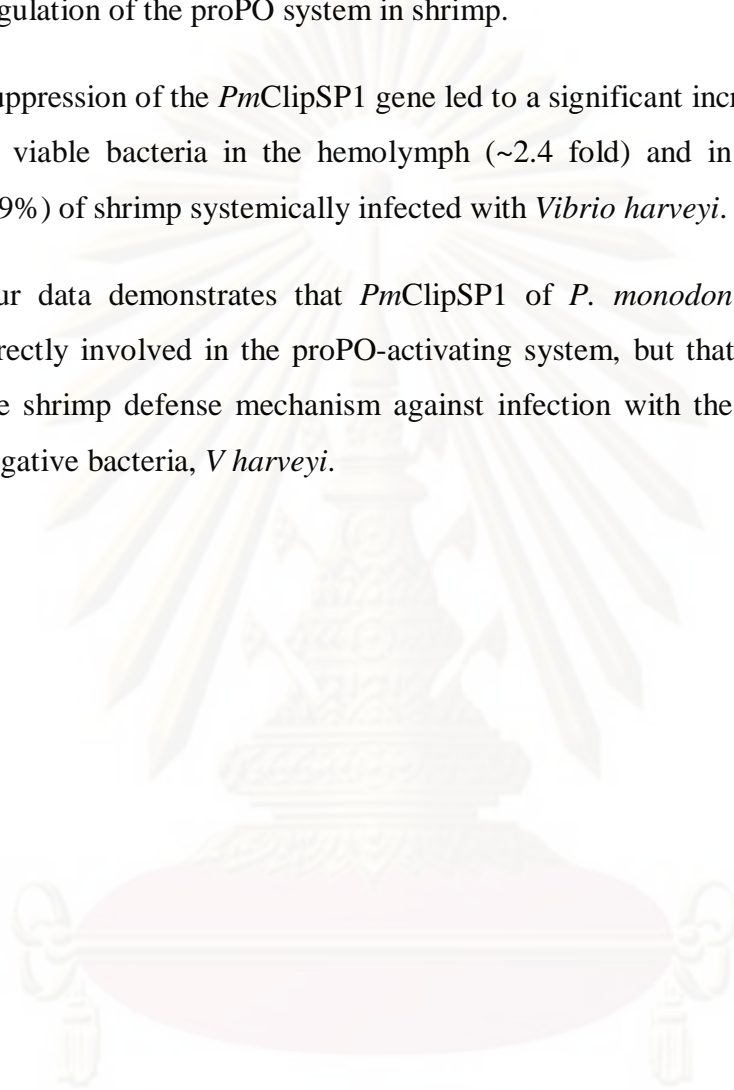 gulation of the proPO system in shrimp.
uppression of the PmClipSP1 gene led to a significant incr
viable bacteria in the hemolymph (~2.4 fold) and in
9%) of shrimp systemically infected with Vibrio harveyi.
ur data demonstrates that PmClipSP1 of P. monodon
rectly involved in the proPO-activating system, but that
e shrimp defense mechanism against infection with the
gative bacteria, V harveyi.